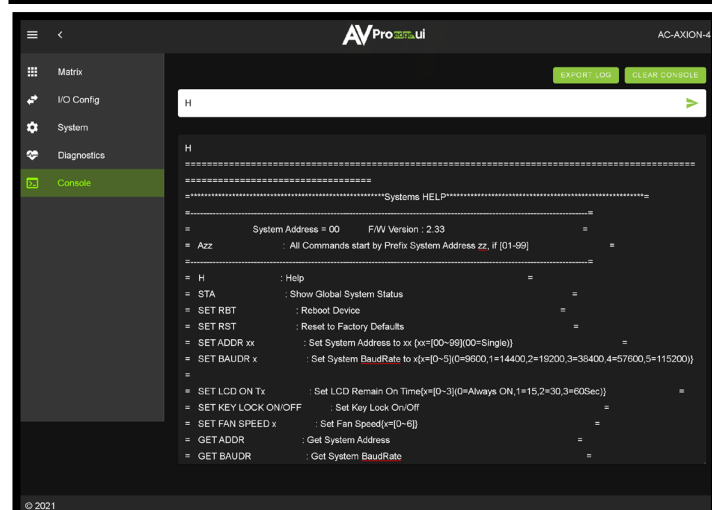 AVPro edge.ui
AC-AXION-4
Matrix
I/O Config
System
Diagnostics
Console
EXPORT LOG
CLEAR CONSOLE
H
H
=========================================================================================
=================================
=********************************************************Systems HELP*********************************************************=
=-----------------------------------------------------------------------------------------------------------------------------------=
= System Address = 00 F/W Version : 2.33 =
= Azz : All Commands start by Prefix System Address zz, if [01-99] =
=-----------------------------------------------------------------------------------------------------------------------------------=
= H : Help =
= STA : Show Global System Status =
= SET RBT : Reboot Device =
= SET RST : Reset to Factory Defaults =
= SET ADDR xx : Set System Address to xx {xx=[00~99](00=Single)} =
= SET BAUDR x : Set System BaudRate to x{x=[0~5](0=9600,1=14400,2=19200,3=38400,4=57600,5=115200)}
=
= SET LCD ON Tx : Set LCD Remain On Time{x=[0~3](0=Always ON,1=15,2=30,3=60Sec)} =
= SET KEY LOCK ON/OFF : Set Key Lock On/Off =
= SET FAN SPEED x : Set Fan Speed{x=[0~6]} =
= GET ADDR : Get System Address =
= GET BAUDR : Get System BaudRate =
© 2021